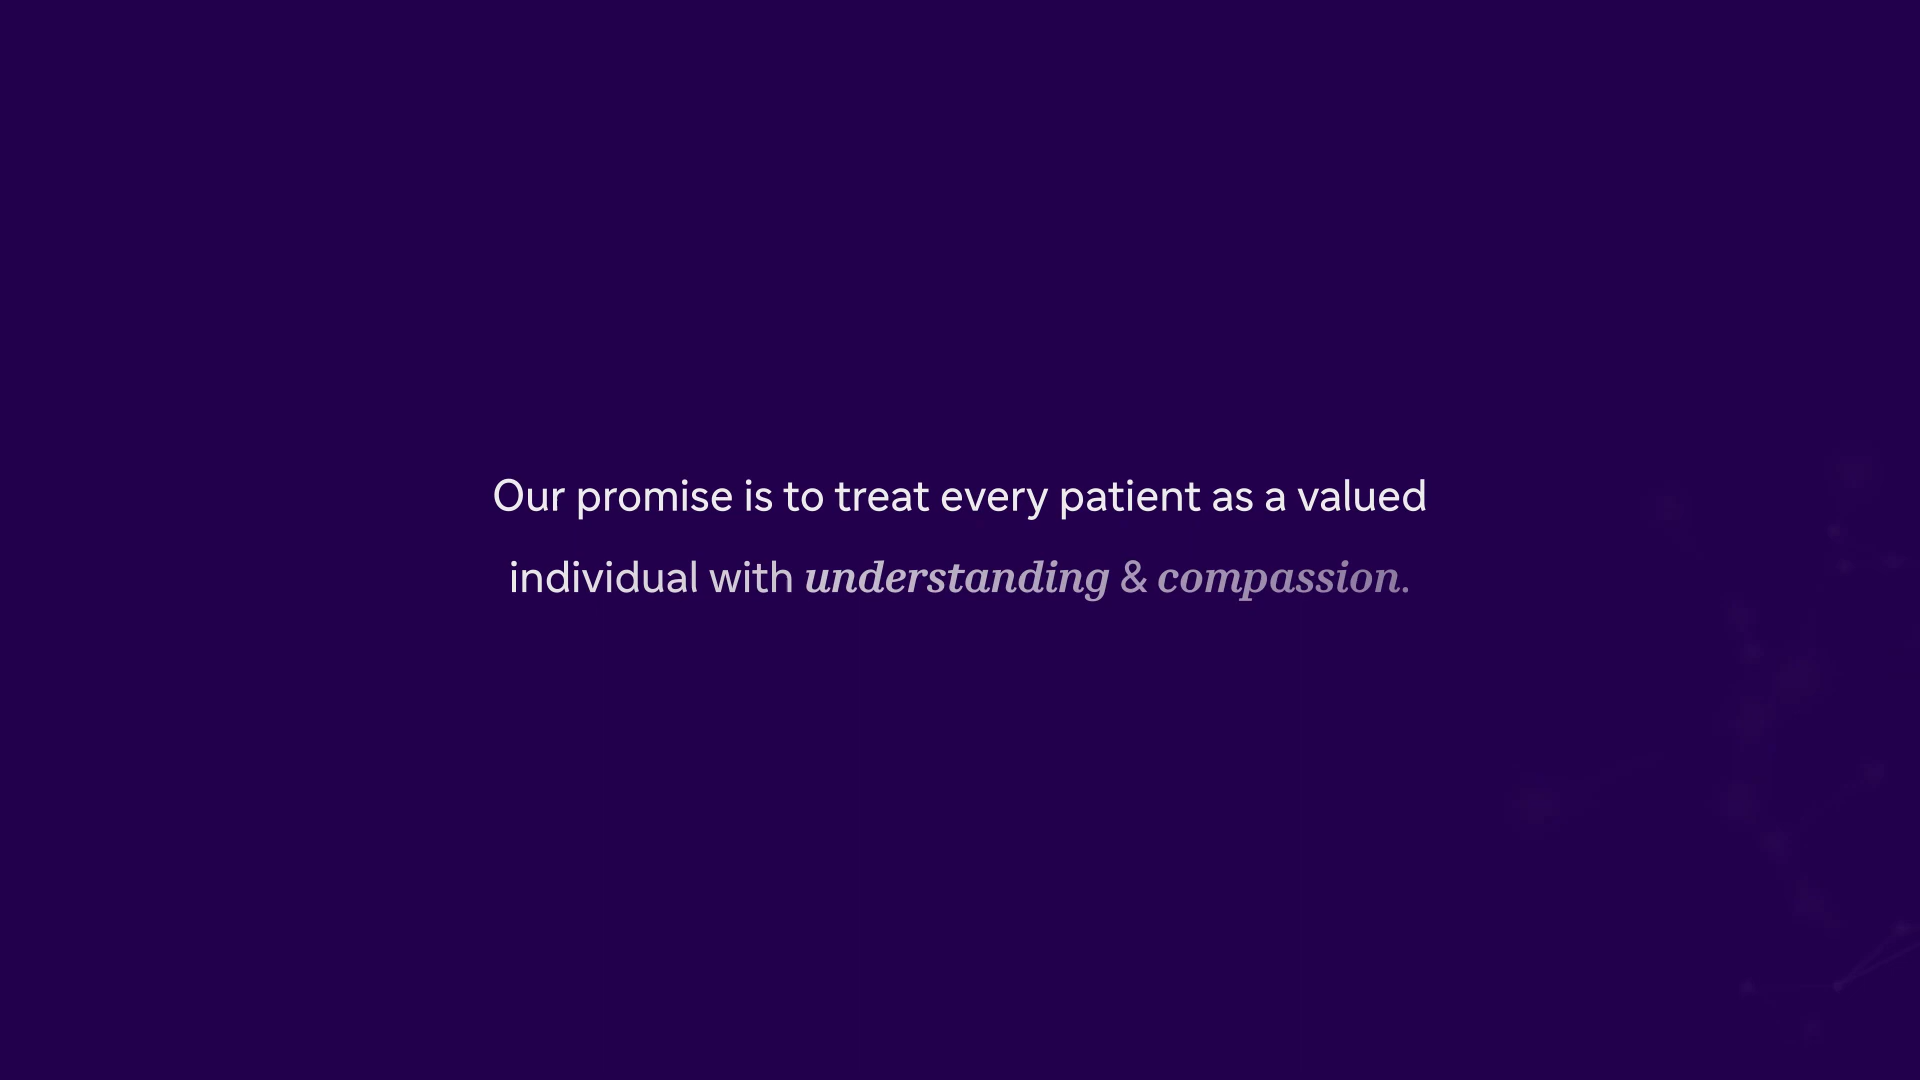 Our promise is to treat every patient as a valued
individual with understanding & compassion.